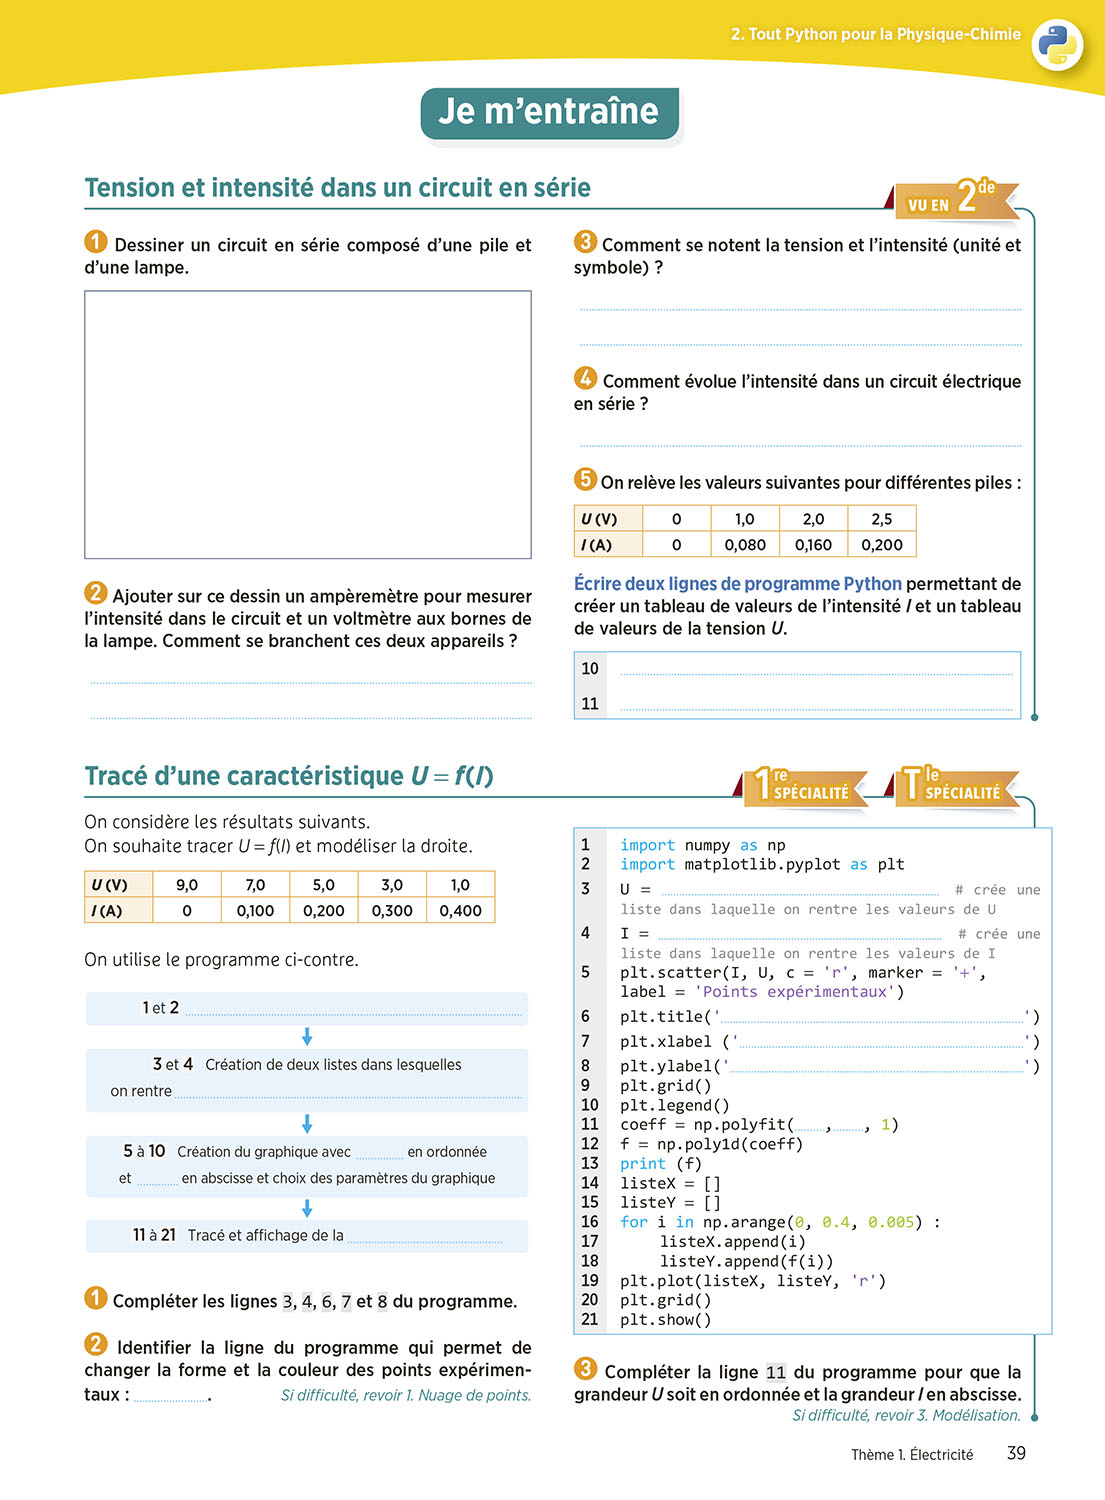 2. Tout Python pour la Physique-Chimie
Je m'entraîne
Tension et intensité dans un circuit en série
VU EN 2de
1 Dessiner un circuit en série composé d'une pile et
d'une lampe.
2 Ajouter sur ce dessin un ampèremètre pour mesurer
l'intensité dans le circuit et un voltmètre aux bornes de
la lampe. Comment se branchent ces deux appareils ?
3 Comment se notent la tension et l'intensité (unité et
symbole) ?
4 Comment évolue l'intensité dans un circuit électrique
en série ?
5 On relève les valeurs suivantes pour différentes piles :
U (V) 0 1,0 2,0 2,5
I (A) 0 0,080 0,160 0,200
Écrire deux lignes de programme Python permettant de
créer un tableau de valeurs de l'intensité I et un tableau
de valeurs de la tension U.
10
11
Tracé d'une caractéristique U = f(I)
1re SPÉCIALITÉ
Tle SPÉCIALITÉ
On considère les résultats suivants.
On souhaite tracer U = f(I) et modéliser la droite.
U (V) 9,0 7,0 5,0 3,0 1,0
I (A) 0 0,100 0,200 0,300 0,400
On utilise le programme ci-contre.
1 et 2
3 et 4 Création de deux listes dans lesquelles
on rentre
5 à 10 Création du graphique avec en ordonnée
et en abscisse et choix des paramètres du graphique
11 à 21 Tracé et affichage de la
1 Compléter les lignes 3, 4, 6, 7 et 8 du programme.
2 Identifier la ligne du programme qui permet de
changer la forme et la couleur des points expérimen-
taux : . Si difficulté, revoir 1. Nuage de points.
1 import numpy as np
2 import matplotlib.pyplot as plt
3 U = # crée une
liste dans laquelle on rentre les valeurs de U
4 I = # crée une
liste dans laquelle on rentre les valeurs de I
5 plt.scatter(I, U, c = 'r', marker = '+',
label = 'Points expérimentaux')
6 plt.title('')
7 plt.xlabel ('')
8 plt.ylabel('')
9 plt.grid()
10 plt.legend()
11 coeff = np.polyfit( , , 1)
12 f = np.poly1d(coeff)
13 print (f)
14 listeX = []
15 listeY = []
16 for i in np.arange(0, 0.4, 0.005) :
17 listeX.append(i)
18 listeY.append(f(i))
19 plt.plot(listeX, listeY, 'r')
20 plt.grid()
21 plt.show()
3 Compléter la ligne 11 du programme pour que la
grandeur U soit en ordonnée et la grandeur I en abscisse.
Si difficulté, revoir 3. Modélisation.
Thème 1. Électricité 39